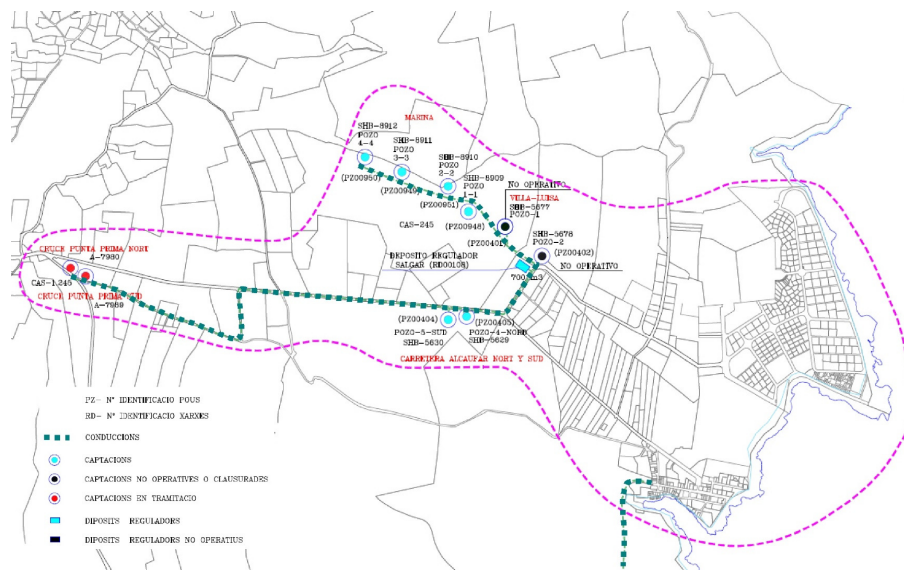 MARINA
SHB-8912
POZO
4-4
SHB-8911
POZO
3-3
SHB-8910
POZO
2-2
SHB-8909
POZO
1-1
(PZ00950)
(PZ00949)
(PZ00951)
(PZ00948)
CAS-245
NO OPERATIVO
VILLA-LUISA
SHB-5677
POZO-1
(PZ00401)
SHB-5678
POZO-2
(PZ00402)
NO OPERATIVO
DEPOSITO REGULADOR
SALGAR (RD00108)
700 m3
CRUCE PUNTA PRIMA NORT
A-7980
CAS-1.245
CRUCE PUNTA PRIMA SUD
A-7989
(PZ00404)
(PZ00405)
POZO-5-SUD
SHB-5630
POZO-4-NORD
SHB-5629
CARRETERA ALCAUFAR NORT Y SUD
PZ- Nº IDENTIFICACIO POUS
RD- Nº IDENTIFICACIO XARXES
CONDUCCIONS
CAPTACIONS
CAPTACIONS NO OPERATIVES O CLAUSURADES
CAPTACIONS EN TRAMITACIO
DIPOSITS REGULADORS
DIPOSITS REGULADORS NO OPERATIUS